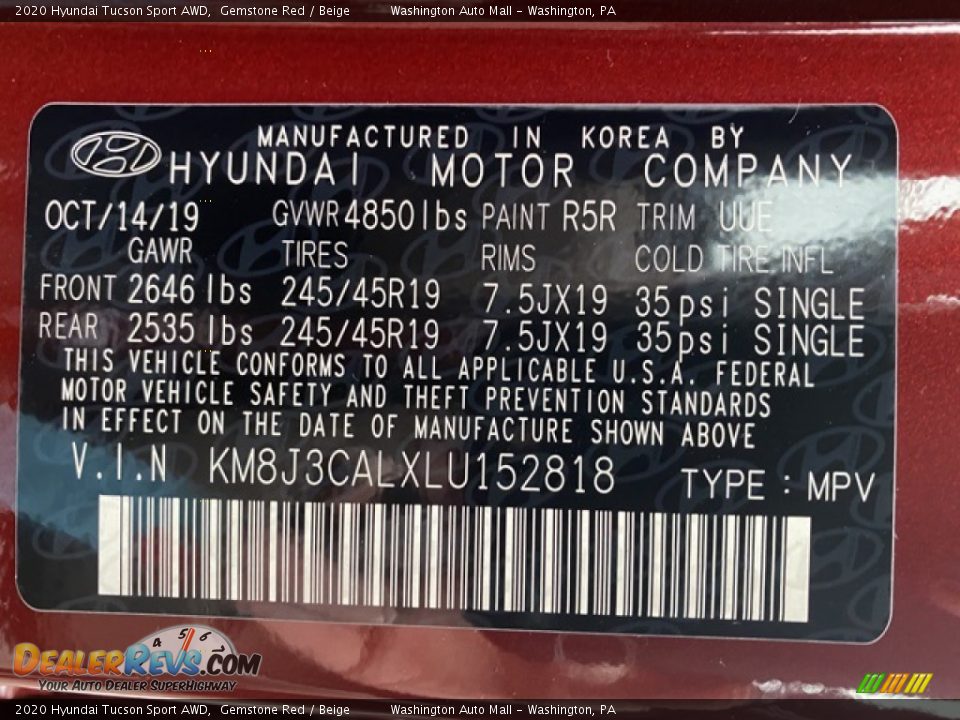 2020 Hyundai Tucson Sport AWD, Gemstone Red / Beige Washington Auto Mall - Washington, PA
MANUFACTURED IN KOREA BY
HYUNDAI MOTOR COMPANY
OCT/14/19 GVWR 4850lbs PAINT R5R TRIM UUE
GAWR TIRES RIMS COLD TIRE INFL
FRONT 2646 lbs 245/45R19 7.5JX19 35psi SINGLE
REAR 2535 lbs 245/45R19 7.5JX19 35psi SINGLE
THIS VEHICLE CONFORMS TO ALL APPLICABLE U.S.A. FEDERAL
MOTOR VEHICLE SAFETY AND THEFT PREVENTION STANDARDS
IN EFFECT ON THE DATE OF MANUFACTURE SHOWN ABOVE
V.I.N KM8J3CALXLU152818 TYPE : MPV
4 5 6
DEALERREVS.COM
YOUR AUTO DEALER SUPERHIGHWAY
2020 Hyundai Tucson Sport AWD, Gemstone Red / Beige Washington Auto Mall - Washington, PA